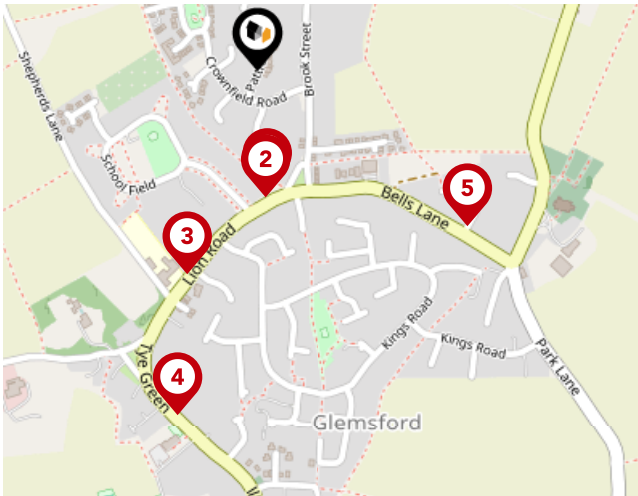 Shepherds Lane
Crownfield Road
Path
Brook Street
2
School Field
5
Bells Lane
3
Lion Road
Kings Road
Kings Road
Tye Green
4
Park Lane
Glemsford
W